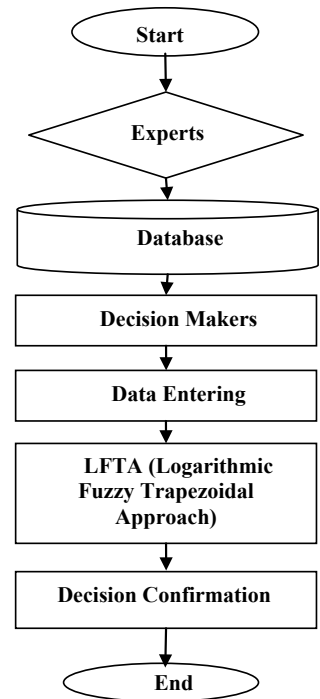 Start
Experts
Database
Decision Makers
Data Entering
LFTA (Logarithmic
Fuzzy Trapezoidal
Approach)
Decision Confirmation
End